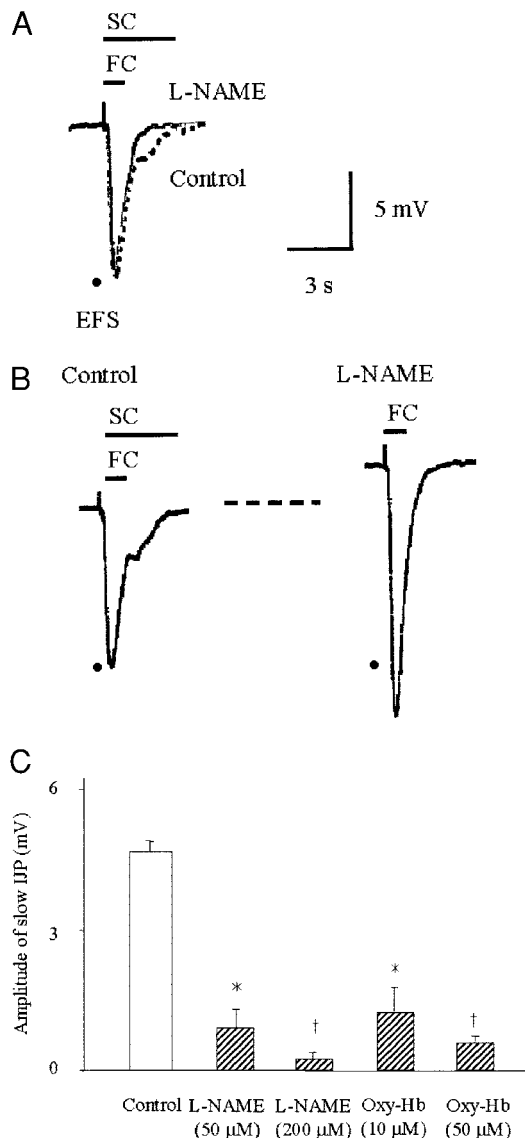 A
SC
FC
L-NAME
Control
5 mV
3 s
EFS
B
Control
L-NAME
SC
FC
FC
C
Amplitude of slow IJP (mV)
6
3
0
*
†
*
†
Control L-NAME L-NAME Oxy-Hb Oxy-Hb
(50 µM) (200 µM) (10 µM) (50 µM)